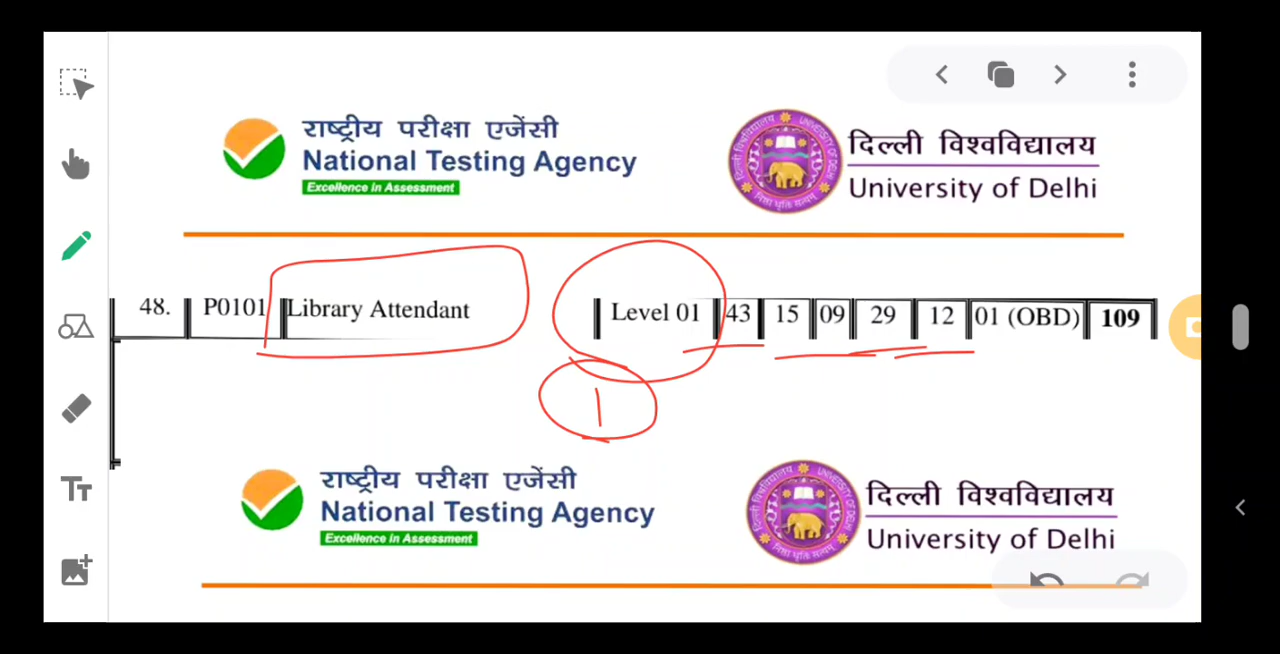 राष्ट्रीय परीक्षा एजेंसी
National Testing Agency
Excellence in Assessment
दिल्ली विश्वविद्यालय
University of Delhi
48. P0101 Library Attendant Level 01 43 15 09 29 12 01 (OBD) 109
1
राष्ट्रीय परीक्षा एजेंसी
National Testing Agency
Excellence in Assessment
दिल्ली विश्वविद्यालय
University of Delhi
TT